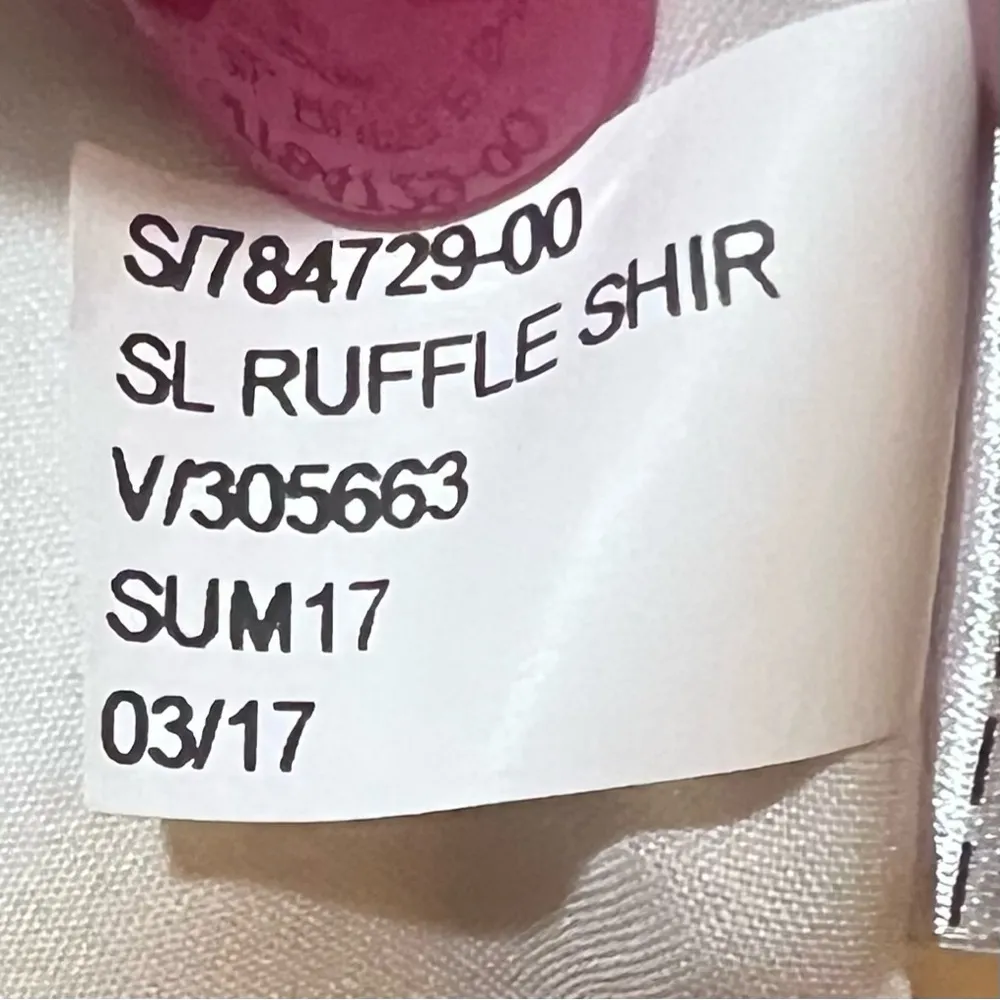 S/784729-00
SL RUFFLE SHIR
V/305663
SUM17
03/17